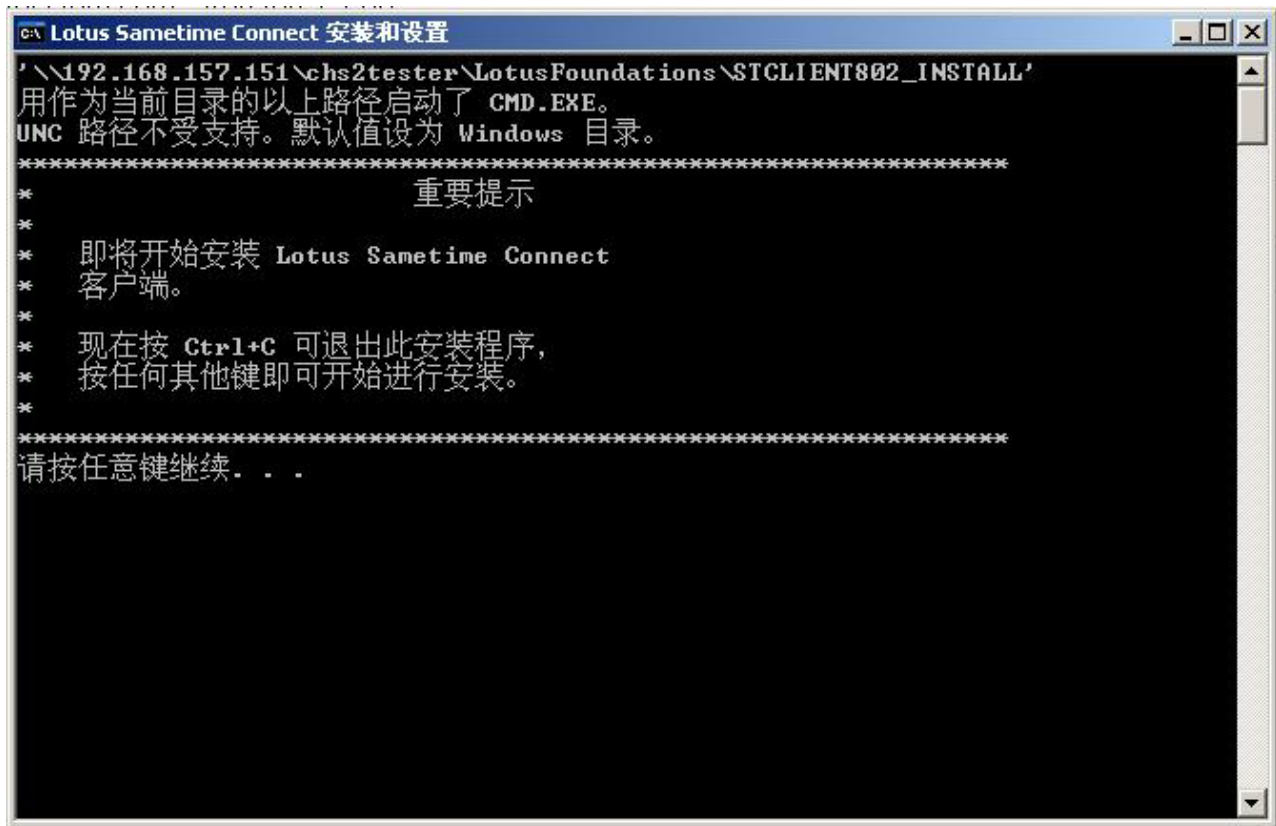 Lotus Sametime Connect 安装和设置
'\\192.168.157.151\chs2tester\LotusFoundations\STCLIENT802_INSTALL'
用作为当前目录的以上路径启动了 CMD.EXE。
UNC 路径不受支持。默认值设为 Windows 目录。
****************************************************************
* 重要提示
*
* 即将开始安装 Lotus Sametime Connect
* 客户端。
*
* 现在按 Ctrl+C 可退出此安装程序,
* 按任何其他键即可开始进行安装。
*
****************************************************************
请按任意键继续. . .